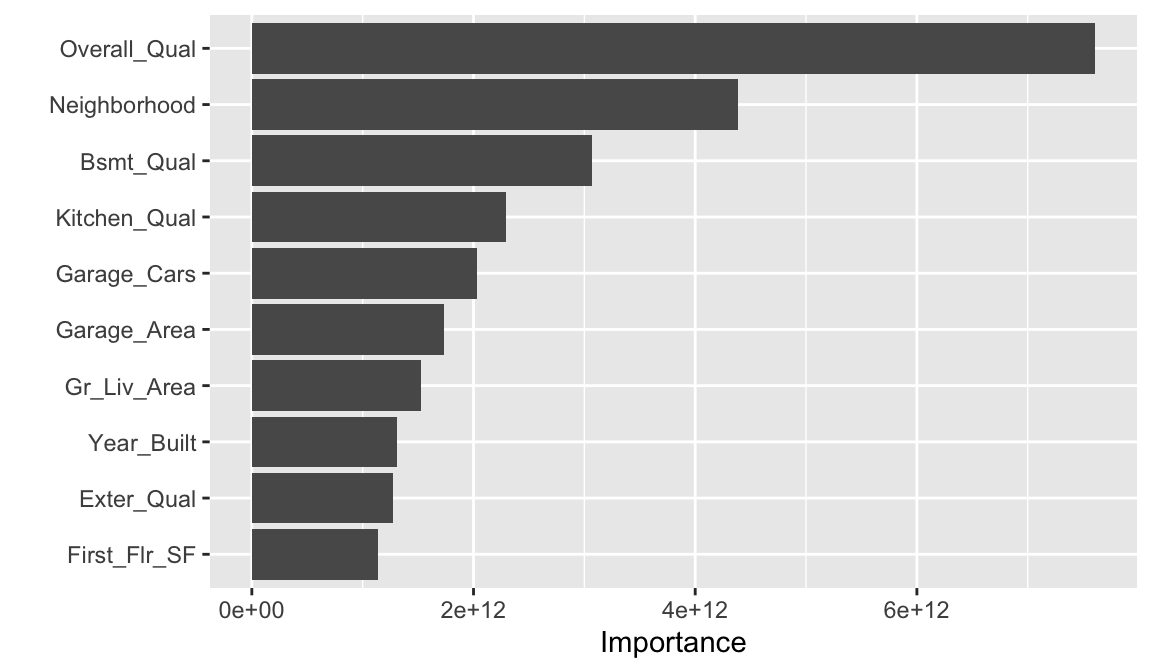 Overall_Qual
Neighborhood
Bsmt_Qual
Kitchen_Qual
Garage_Cars
Garage_Area
Gr_Liv_Area
Year_Built
Exter_Qual
First_Flr_SF
0e+00 2e+12 4e+12 6e+12
Importance